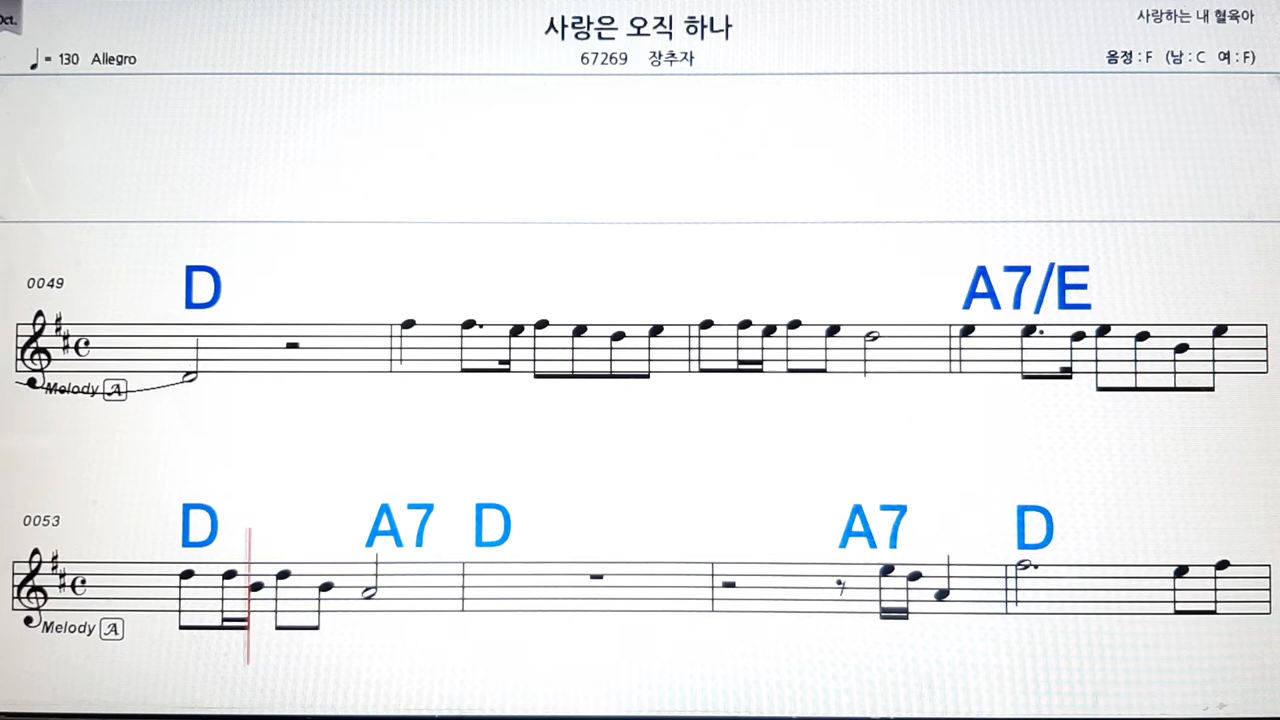 Oct.
사랑은 오직 하나
사랑하는 내 혈육아
♩= 130 Allegro
67269 장추자
음정 : F (남 : C 여 : F)
0049
D A7/E
Melody A
0053
D A7 D A7 D
Melody A